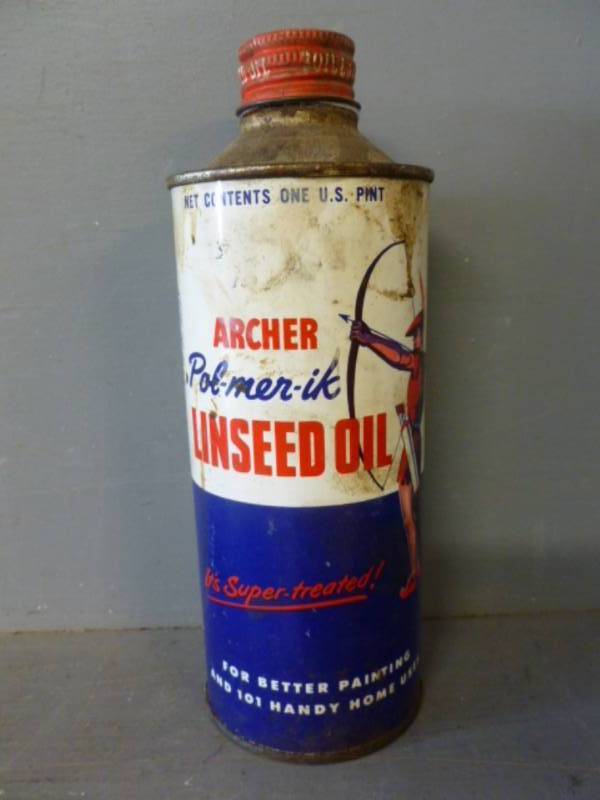 NET CONTENTS ONE U.S. PINT
ARCHER
Pol-mer-ik
LINSEED OIL
It's Super-treated!
FOR BETTER PAINTING
AND 101 HANDY HOME USES